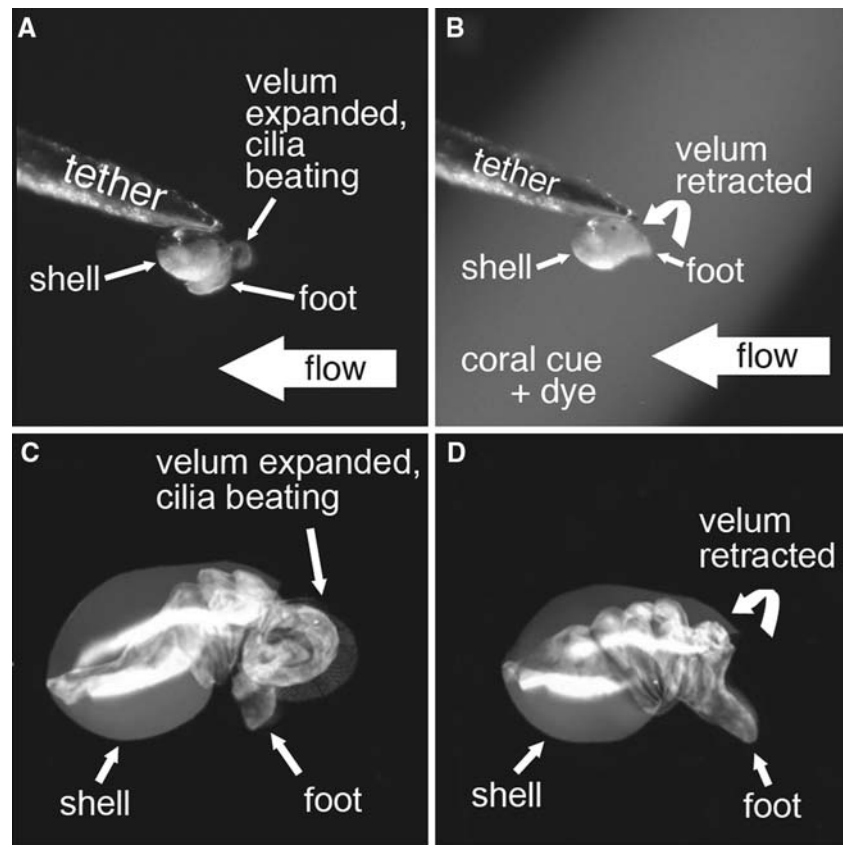 A
velum
expanded,
cilia
beating
tether
shell
foot
flow
B
velum
retracted
tether
shell
foot
flow
coral cue
+ dye
C
velum expanded,
cilia beating
shell
foot
D
velum
retracted
shell
foot